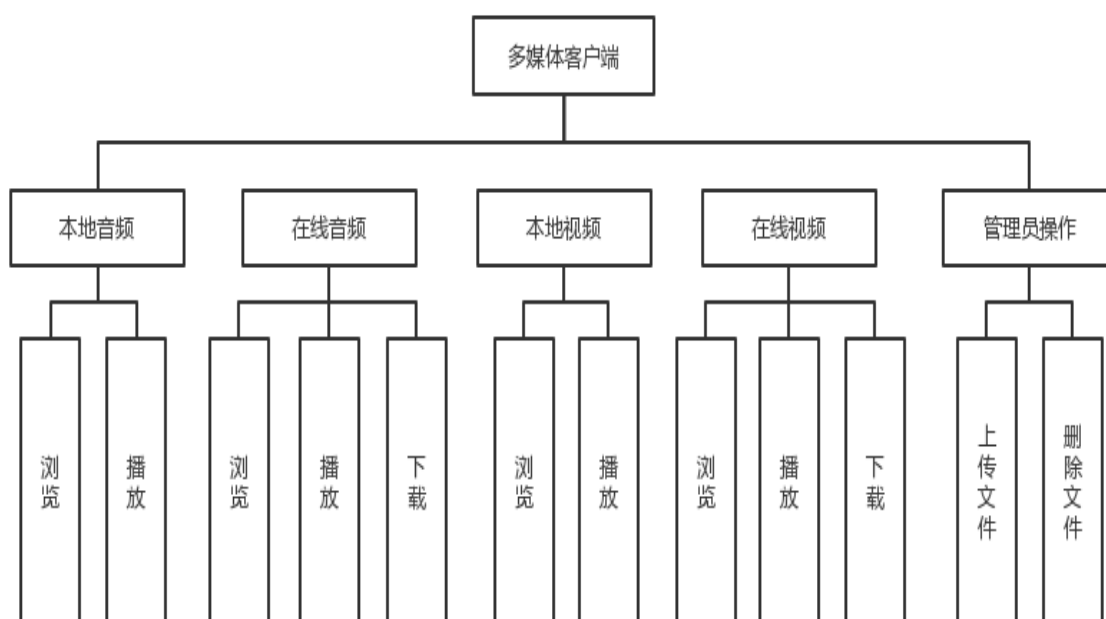 多媒体客户端
本地音频
在线音频
本地视频
在线视频
管理员操作
浏览
播放
浏览
播放
下载
浏览
播放
浏览
播放
下载
上传文件
删除文件